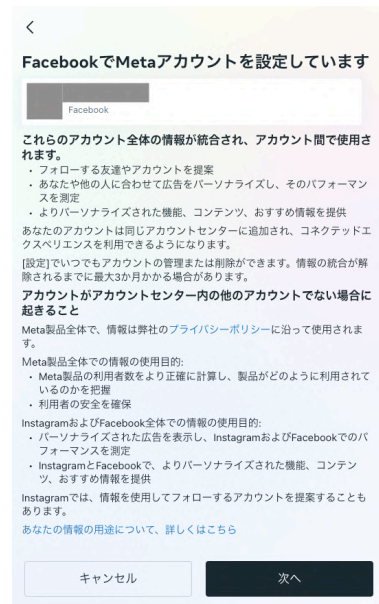 FacebookでMetaアカウントを設定しています
Facebook
これらのアカウント全体の情報が統合され、アカウント間で使用さ
れます。
・フォローする友達やアカウントを提案
・あなたや他の人に合わせて広告をパーソナライズし、そのパフォーマン
スを測定
・よりパーソナライズされた機能、コンテンツ、おすすめ情報を提供
あなたのアカウントは同じアカウントセンターに追加され、コネクテッドエ
クスペリエンスを利用できるようになります。
[設定]でいつでもアカウントの管理または削除ができます。情報の統合が解
除されるまでに最大3か月かかる場合があります。
アカウントがアカウントセンター内の他のアカウントでない場合に
起きること
Meta製品全体で、情報は弊社のプライバシーポリシーに沿って使用されま
す。
Meta製品全体での情報の使用目的:
・Meta製品の利用者数をより正確に計算し、製品がどのように利用されて
いるのかを把握
・利用者の安全を確保
InstagramおよびFacebook全体での情報の使用目的:
・パーソナライズされた広告を表示し、InstagramおよびFacebookでのパ
フォーマンスを測定
・InstagramとFacebookで、よりパーソナライズされた機能、コンテン
ツ、おすすめ情報を提供
Instagramでは、情報を使用してフォローするアカウントを提案することも
あります。
あなたの情報の用途について、詳しくはこちら
キャンセル
次へ